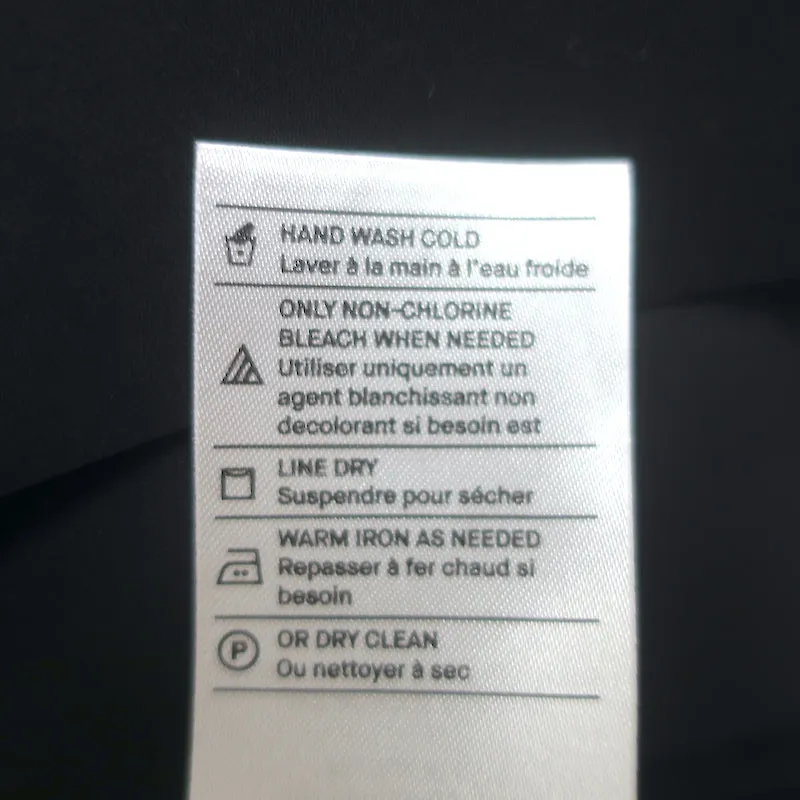 HAND WASH COLD
Laver à la main à l'eau froide
ONLY NON-CHLORINE
BLEACH WHEN NEEDED
Utiliser uniquement un
agent blanchissant non
decolorant si besoin est
LINE DRY
Suspendre pour sécher
WARM IRON AS NEEDED
Repasser à fer chaud si
besoin
P
OR DRY CLEAN
Ou nettoyer à sec